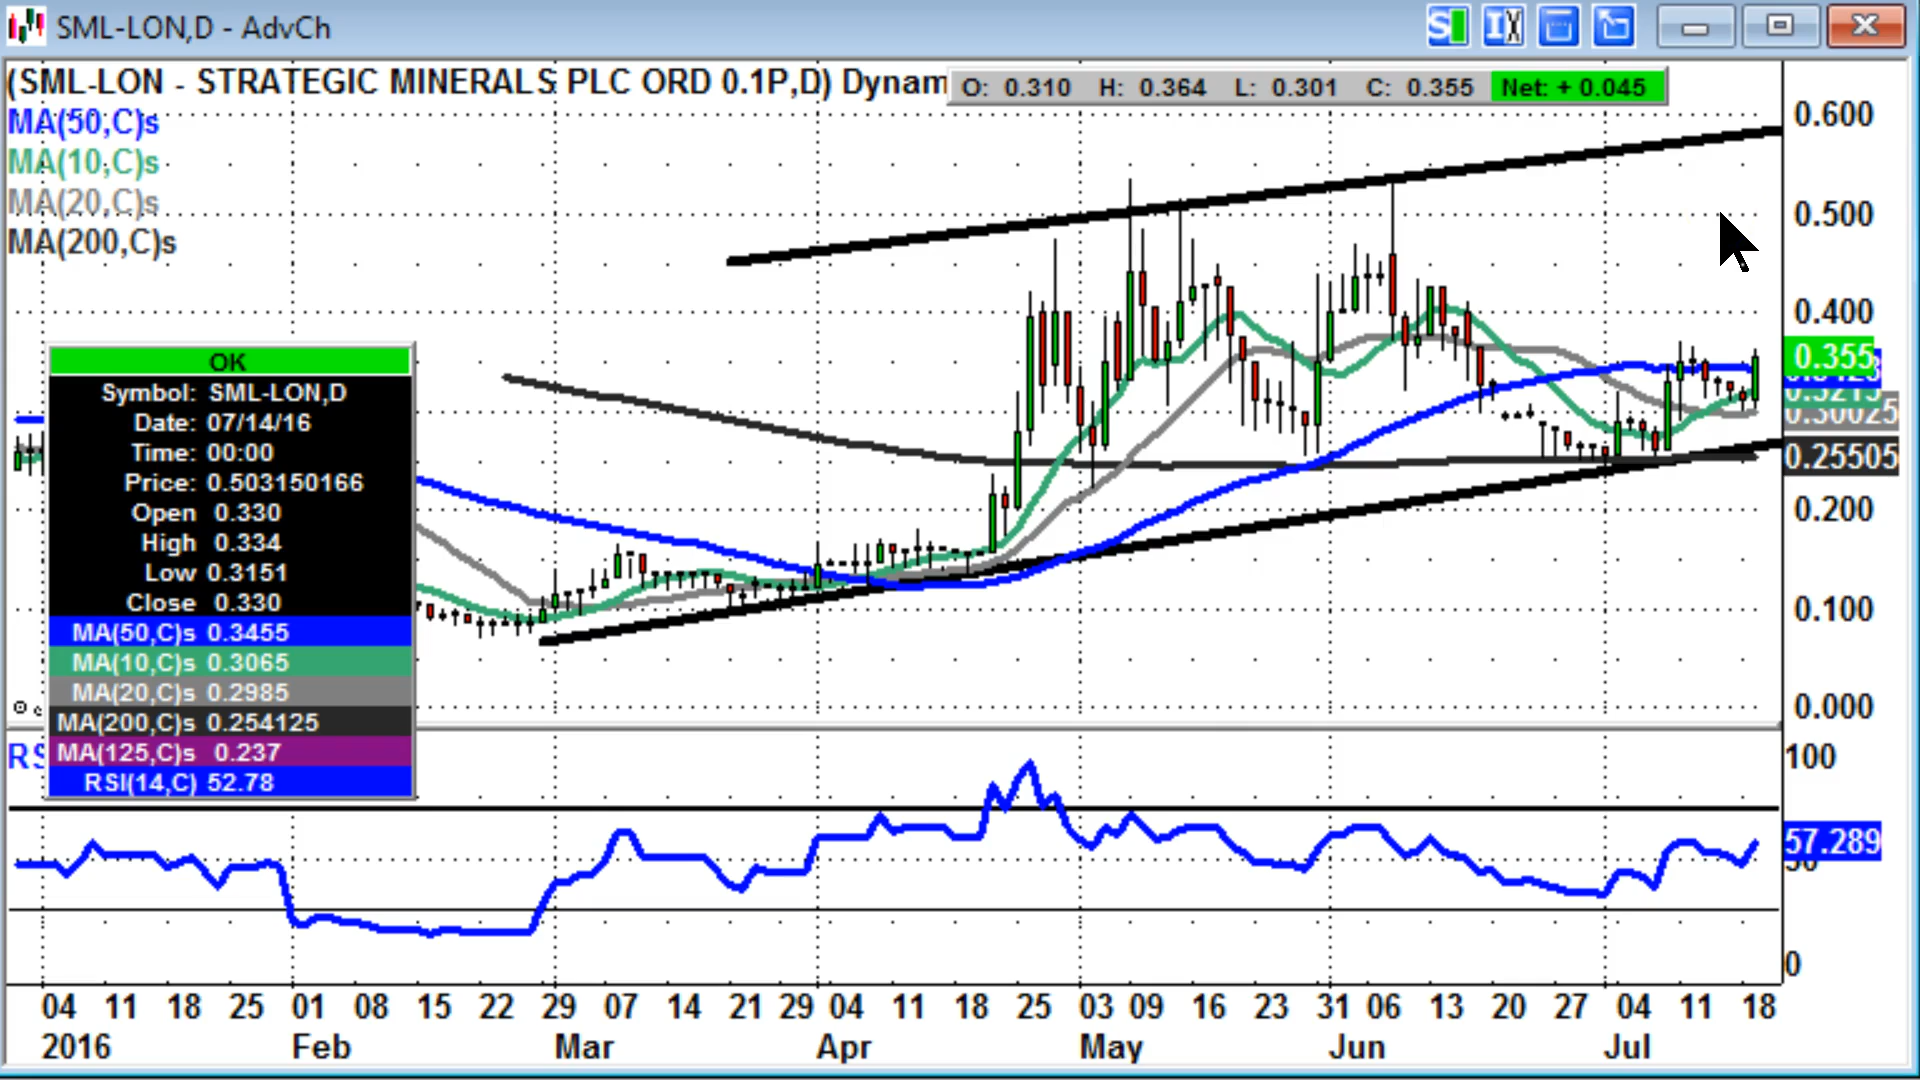 SML-LON,D - AdvCh
(SML-LON - STRATEGIC MINERALS PLC ORD 0.1P,D) Dynam
O: 0.310 H: 0.364 L: 0.301 C: 0.355 Net: + 0.045
MA(50,C)s
MA(10,C)s
MA(20,C)s
MA(200,C)s
0.600
0.500
0.400
0.355
0.30025
0.25505
0.200
0.100
0.000
OK
Symbol: SML-LON,D
Date: 07/14/16
Time: 00:00
Price: 0.503150166
Open 0.330
High 0.334
Low 0.3151
Close 0.330
MA(50,C)s 0.3455
MA(10,C)s 0.3065
MA(20,C)s 0.2985
MA(200,C)s 0.254125
MA(125,C)s 0.237
RSI(14,C) 52.78
RS
100
57.289
50
0
04 11 18 25 01 08 15 22 29 07 14 21 29 04 11 18 25 03 09 16 23 31 06 13 20 27 04 11 18
2016 Feb Mar Apr May Jun Jul